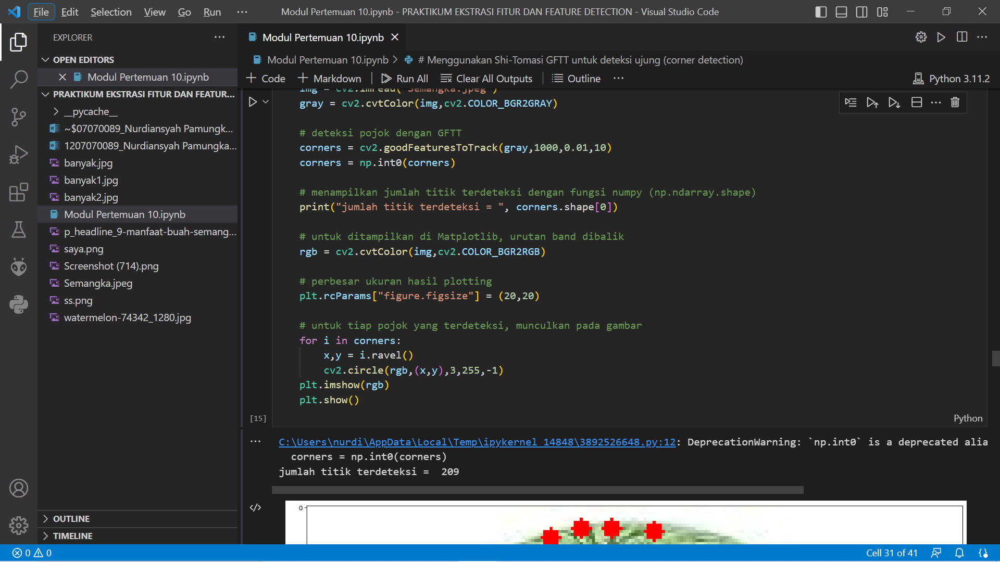 File Edit Selection View Go Run ···
Modul Pertemuan 10.ipynb - PRAKTIKUM EKSTRASI FITUR DAN FEATURE DETECTION - Visual Studio Code
EXPLORER
OPEN EDITORS
Modul Pertemuan 10.ipynb
PRAKTIKUM EKSTRASI FITUR DAN FEATUR...
__pycache__
~$07070089_Nurdiansyah Pamungk...
1207070089_Nurdiansyah Pamungka...
banyak.jpg
banyak1.jpg
banyak2.jpg
Modul Pertemuan 10.ipynb
p_headline_9-manfaat-buah-semang...
saya.png
Screenshot (714).png
Semangka.jpeg
ss.png
watermelon-74342_1280.jpg
OUTLINE
TIMELINE
Modul Pertemuan 10.ipynb
Modul Pertemuan 10.ipynb > # Menggunakan Shi-Tomasi GFTT untuk deteksi ujung (corner detection)
+ Code + Markdown Run All Clear All Outputs Outline ··· Python 3.11.2
img = cv2.imread("Semangka.jpeg")
gray = cv2.cvtColor(img,cv2.COLOR_BGR2GRAY)
# deteksi pojok dengan GFTT
corners = cv2.goodFeaturesToTrack(gray,1000,0.01,10)
corners = np.int0(corners)
# menampilkan jumlah titik terdeteksi dengan fungsi numpy (np.ndarray.shape)
print("jumlah titik terdeteksi = ", corners.shape[0])
# untuk ditampilkan di Matplotlib, urutan band dibalik
rgb = cv2.cvtColor(img,cv2.COLOR_BGR2RGB)
# perbesar ukuran hasil plotting
plt.rcParams["figure.figsize"] = (20,20)
# untuk tiap pojok yang terdeteksi, munculkan pada gambar
for i in corners:
x,y = i.ravel()
cv2.circle(rgb,(x,y),3,255,-1)
plt.imshow(rgb)
plt.show()
[15]
Python
C:\Users\nurdi\AppData\Local\Temp\ipykernel_14848\3892526648.py:12: DeprecationWarning: `np.int0` is a deprecated alia
corners = np.int0(corners)
jumlah titik terdeteksi =  209
0
0 0
Cell 31 of 41